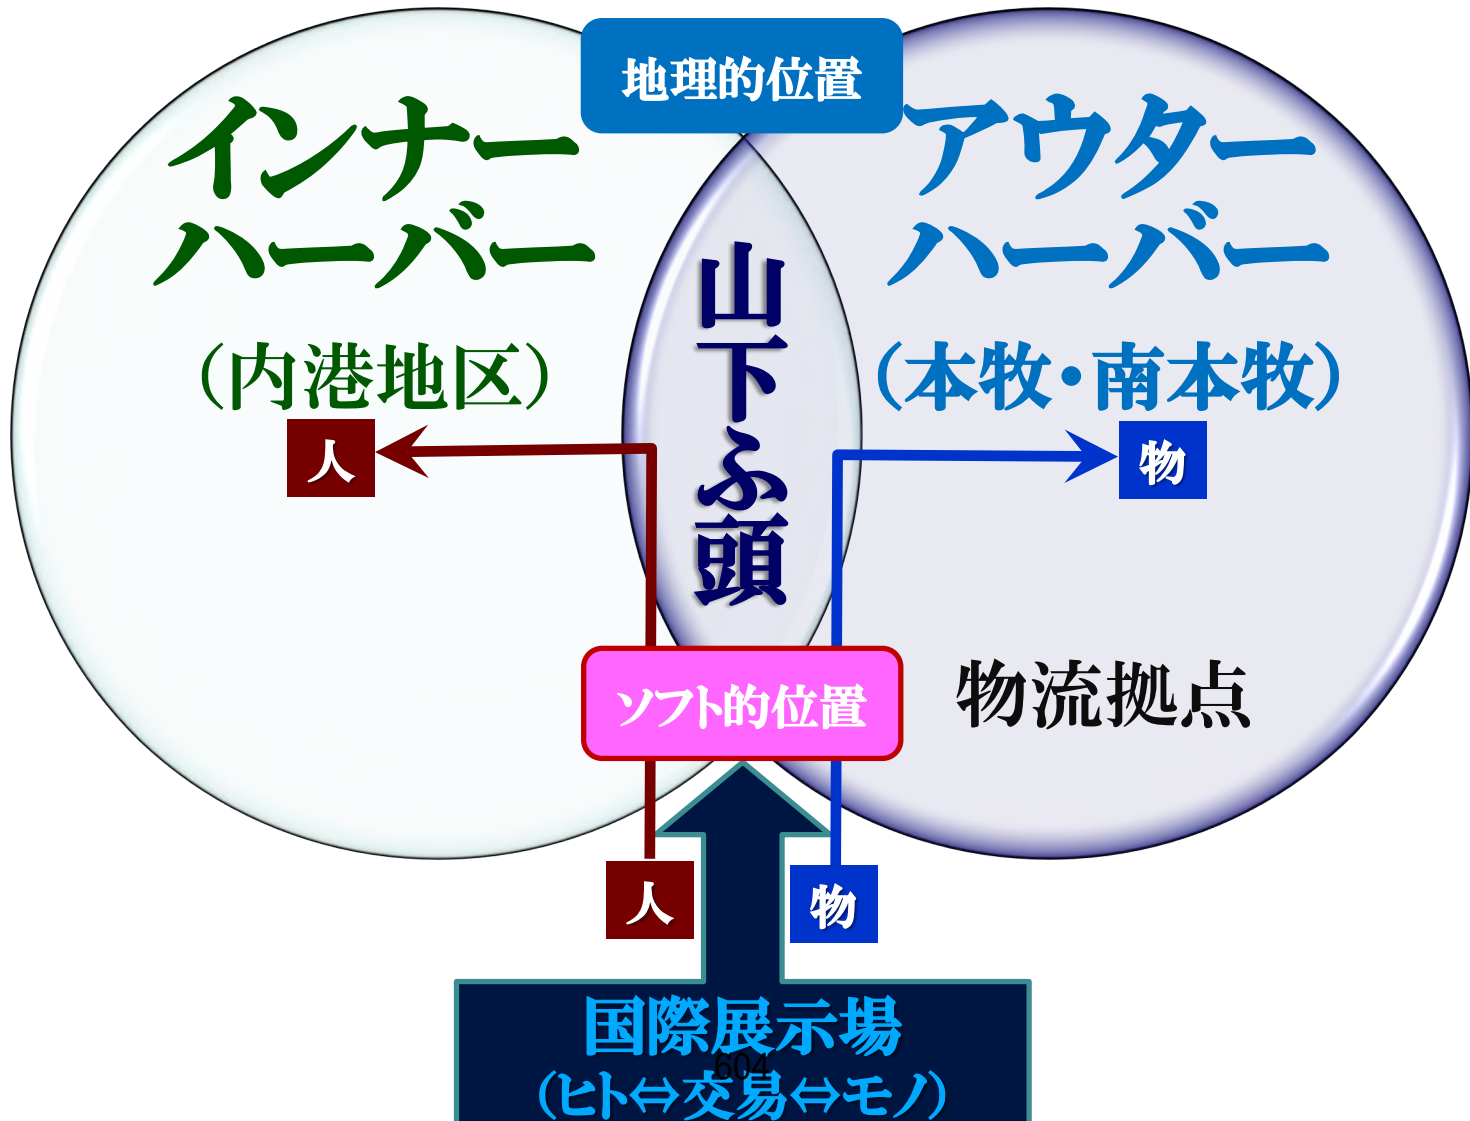 地理的位置
インナー
ハーバー
(内港地区)
人
アウター
ハーバー
(本牧・南本牧)
物
山下ふ頭
物流拠点
ソフト的位置
人
物
国際展示場
604
(ヒト⇔交易⇔モノ)